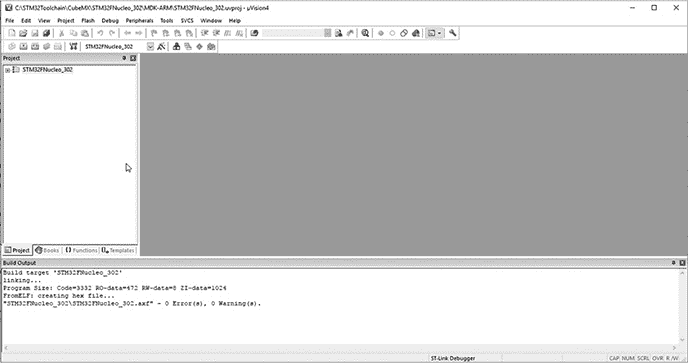 C:\STM32Toolchain\CubeMX\STM32FNucleo_302\MDK-ARM\STM32FNucleo_302.uvproj - µVision4
File Edit View Project Flash Debug Peripherals Tools SVCS Window Help
STM32FNucleo_302
Project
STM32FNucleo_302
Project Books Functions Templates
Build Output
Build target 'STM32FNucleo_302'
linking...
Program Size: Code=3332 RO-data=472 RW-data=8 ZI-data=1024
FromELF: creating hex file...
"STM32FNucleo_302\STM32FNucleo_302.axf" - 0 Error(s), 0 Warning(s).
ST-Link Debugger CAP NUM SCRL OVR R/W